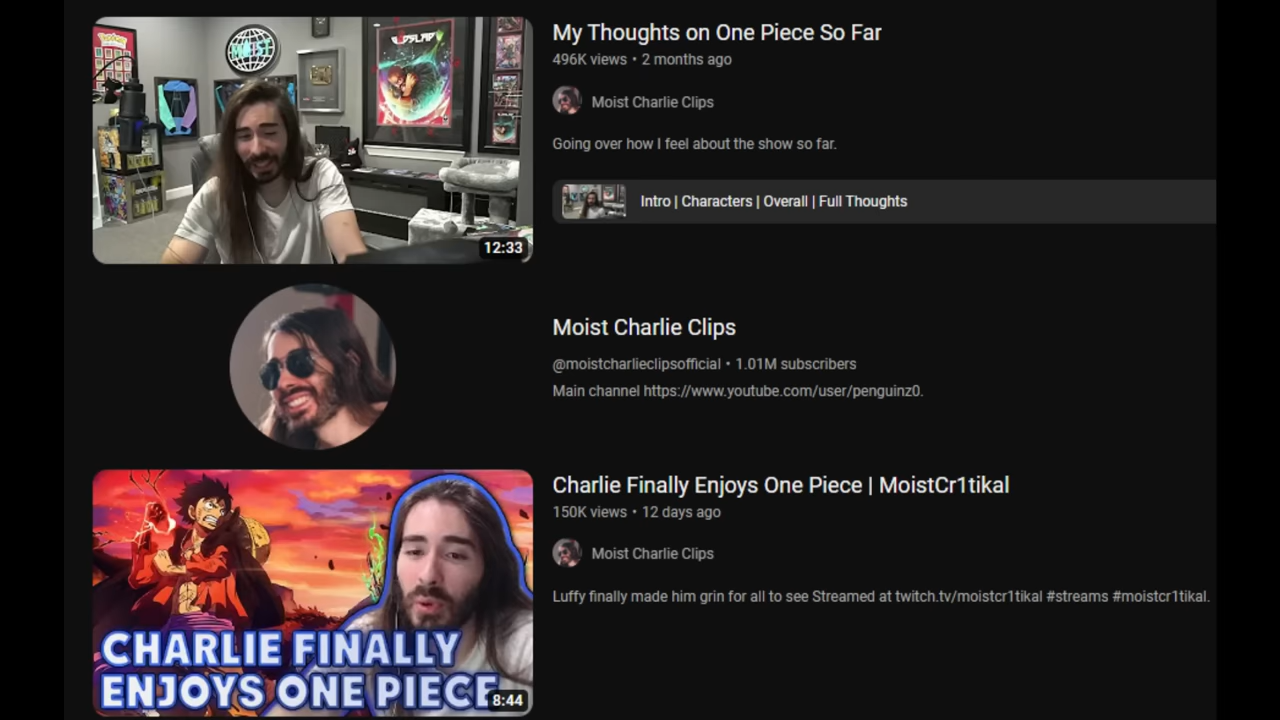 My Thoughts on One Piece So Far
496K views • 2 months ago
Moist Charlie Clips
Going over how I feel about the show so far.
Intro | Characters | Overall | Full Thoughts
MOIST
12:33
Moist Charlie Clips
@moistcharlieclipsofficial • 1.01M subscribers
Main channel https://www.youtube.com/user/penguinz0.
Charlie Finally Enjoys One Piece | MoistCr1tikal
150K views • 12 days ago
Moist Charlie Clips
Luffy finally made him grin for all to see Streamed at twitch.tv/moistcr1tikal #streams #moistcr1tikal.
CHARLIE FINALLY
ENJOYS ONE PIECE
8:44